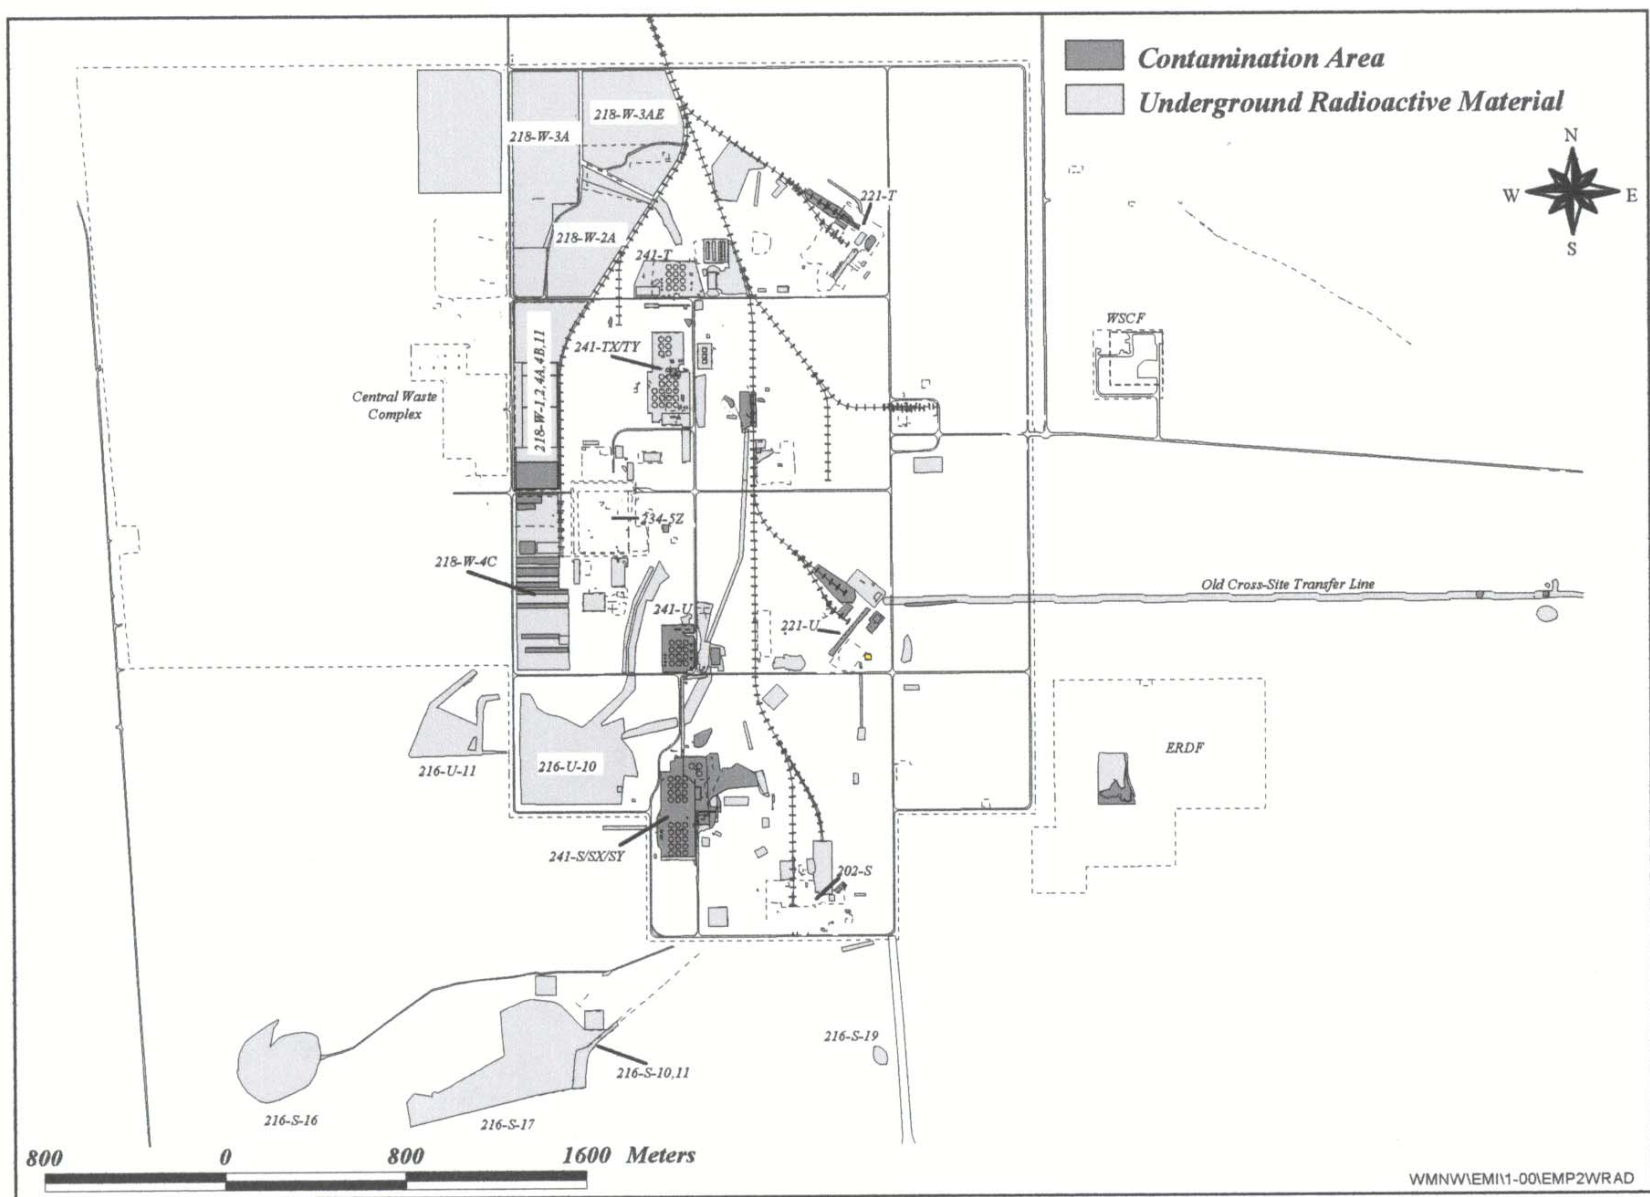 Contamination Area
Underground Radioactive Material
N
W
E
S
218-W-3AE
218-W-3A
221-T
218-W-2A
241-T
WSCF
241-TX/TY
218-W-1,2,4A,4B,11
Central Waste
Complex
234-5Z
218-W-4C
Old Cross-Site Transfer Line
241-U
221-U
ERDF
216-U-11
216-U-10
241-S/SX/SY
202-S
216-S-19
216-S-10,11
216-S-16
216-S-17
800
0
800
1600 Meters
WMNW\EMI\1-00\EMP2WRAD